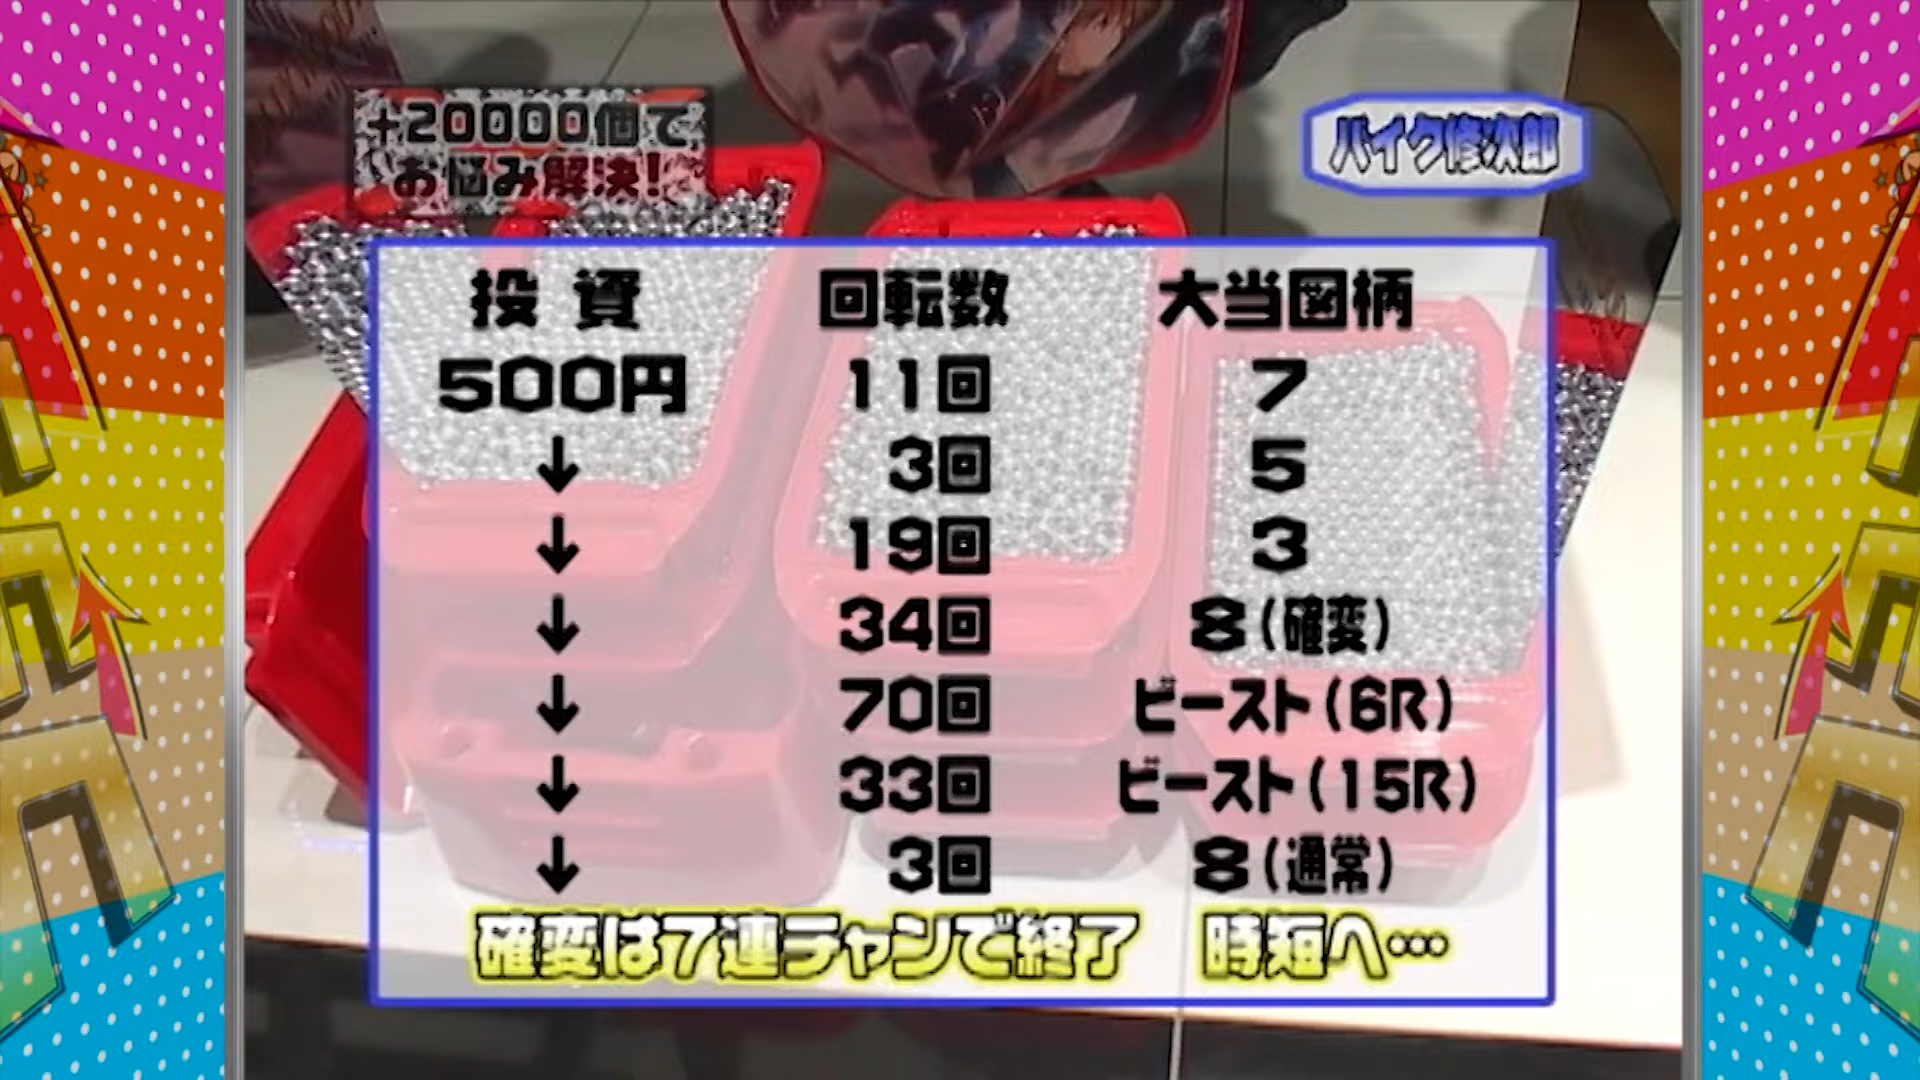 +20000個で
お悩み解決!
バイク修次郎
投資 回転数 大当図柄
500円 11回 7
↓ 3回 5
↓ 19回 3
↓ 34回 8(確変)
↓ 70回 ビースト(6R)
↓ 33回 ビースト(15R)
↓ 3回 8(通常)
確変は7連チャンで終了 時短へ…